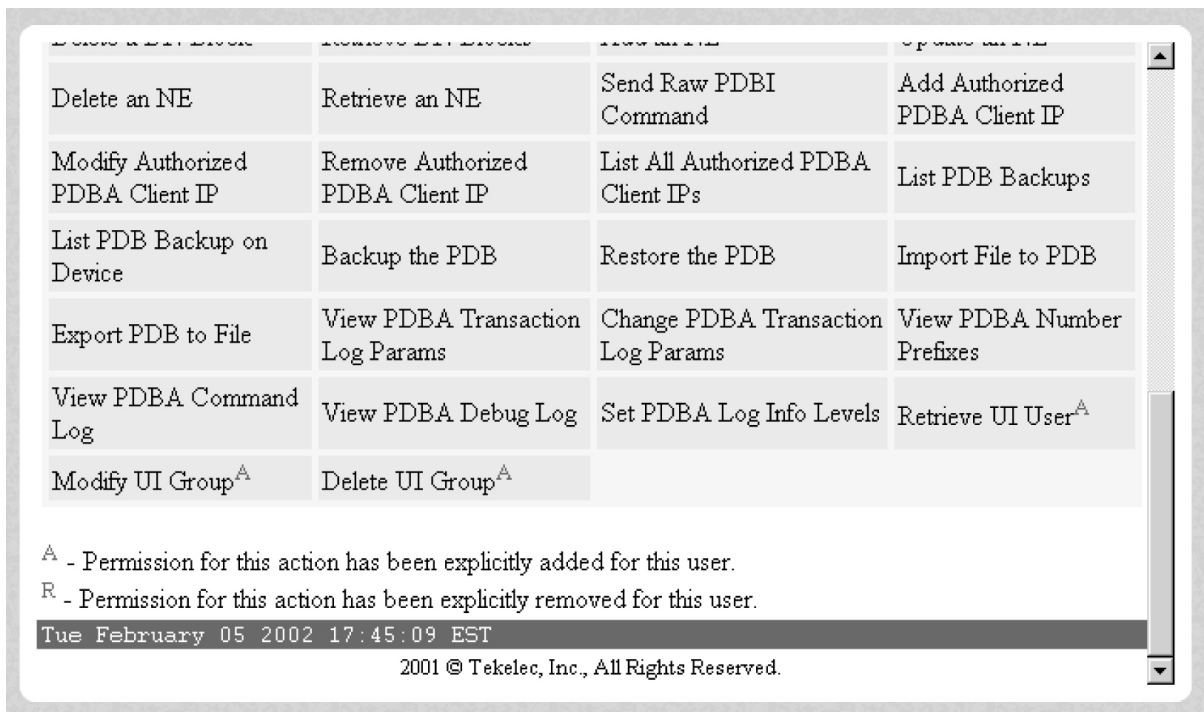 Delete an NE
Retrieve an NE
Send Raw PDBI
Command
Add Authorized
PDBA Client IP
Modify Authorized
PDBA Client IP
Remove Authorized
PDBA Client IP
List All Authorized PDBA
Client IPs
List PDB Backups
List PDB Backup on
Device
Backup the PDB
Restore the PDB
Import File to PDB
Export PDB to File
View PDBA Transaction
Log Params
Change PDBA Transaction
Log Params
View PDBA Number
Prefixes
View PDBA Command
Log
View PDBA Debug Log
Set PDBA Log Info Levels
Retrieve UI User^A
Modify UI Group^A
Delete UI Group^A
A - Permission for this action has been explicitly added for this user.
R - Permission for this action has been explicitly removed for this user.
Tue February 05 2002 17:45:09 EST
2001 © Tekelec, Inc., All Rights Reserved.